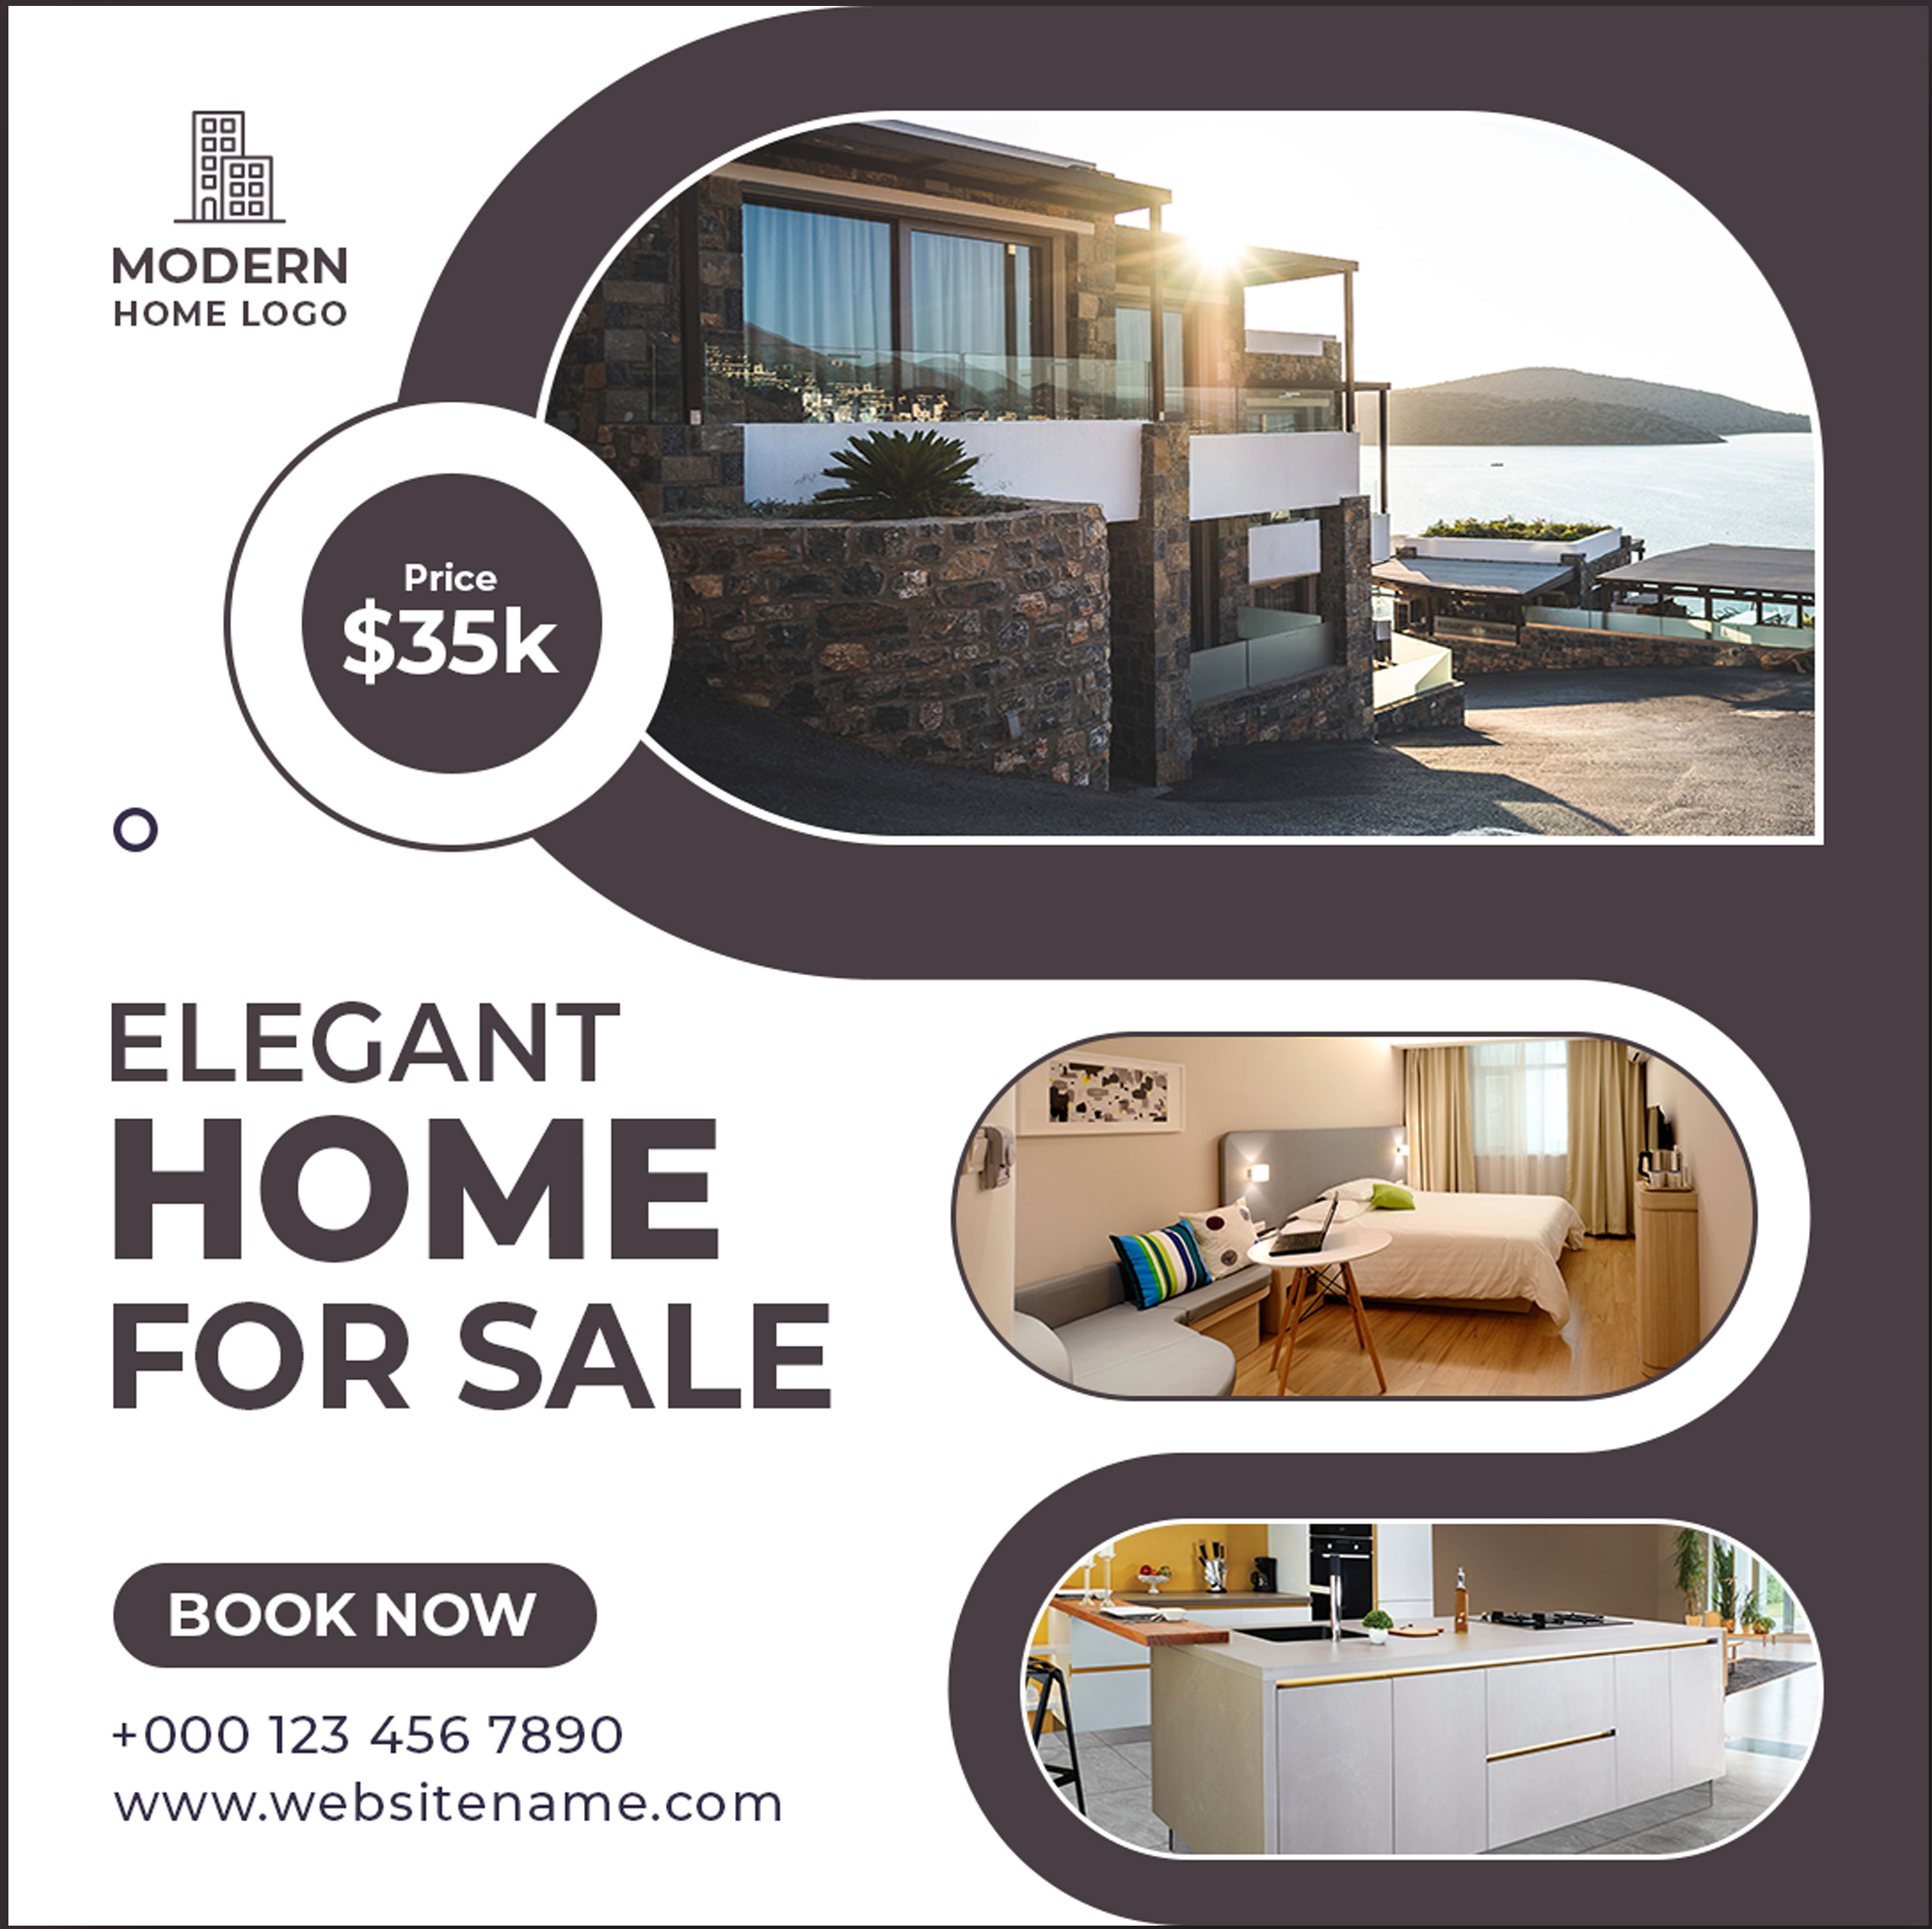 MODERN
HOME LOGO
Price
$35k
ELEGANT
HOME
FOR SALE
BOOK NOW
+000 123 456 7890
www.websitename.com